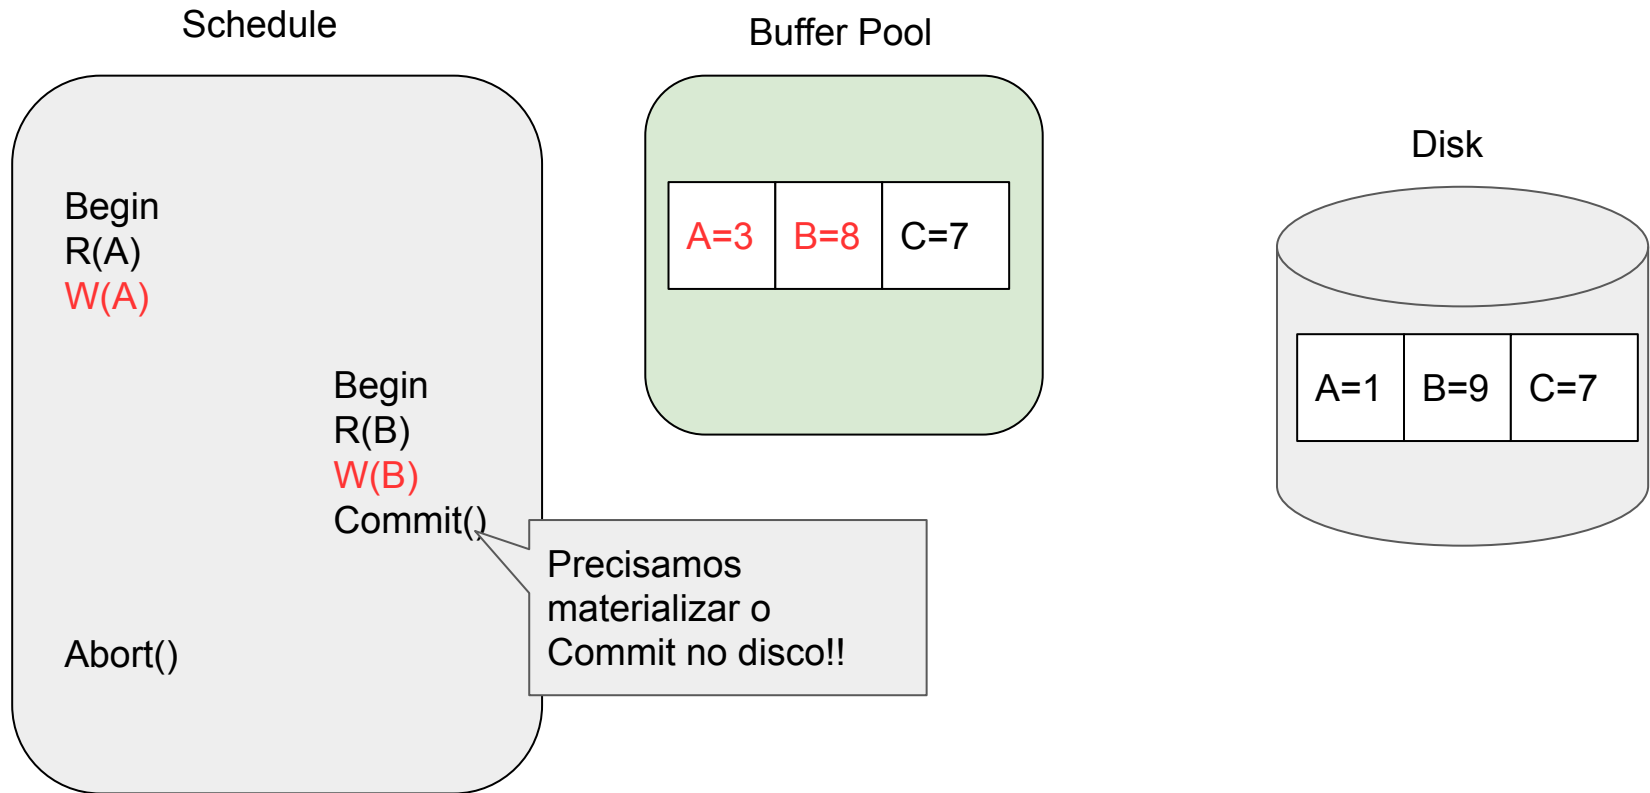 Schedule
Begin
R(A)
W(A)
Begin
R(B)
W(B)
Commit()
Abort()
Precisamos
materializar o
Commit no disco!!
Buffer Pool
A=3 B=8 C=7
Disk
A=1 B=9 C=7